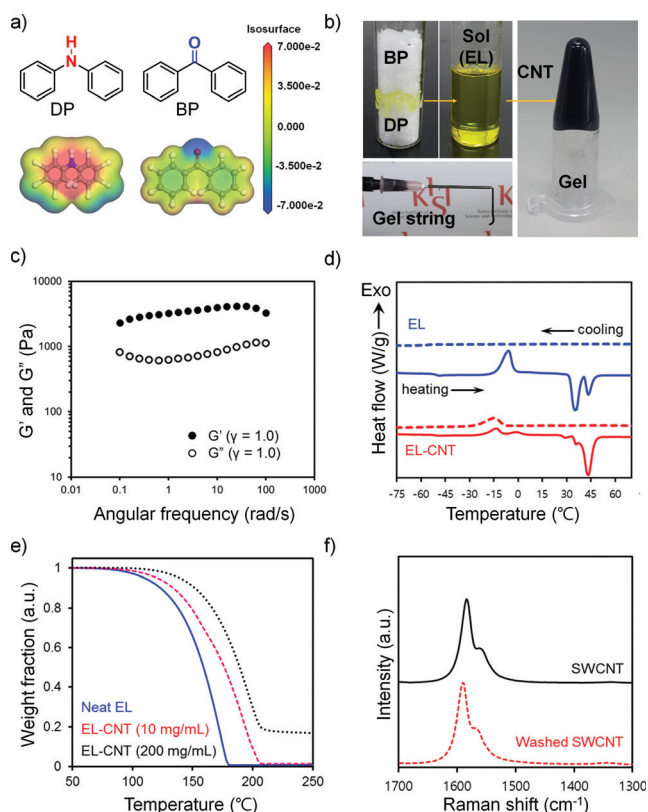 a)
H
N
DP
O
BP
Isosurface
7.000e-2
3.500e-2
0.000
-3.500e-2
-7.000e-2
b)
BP
DP
Sol
(EL)
CNT
Gel
Gel string
c)
G' and G" (Pa)
10000
1000
100
10
0.01
0.1
1
10
100
1000
G' (γ = 1.0)
G" (γ = 1.0)
Angular frequency (rad/s)
d)
Exo
Heat flow (W/g)
EL
cooling
heating
EL-CNT
-75
-60
-45
-30
-15
0
15
30
45
60
Temperature (℃)
e)
Weight fraction (a.u.)
1
0.8
0.6
0.4
0.2
0
Neat EL
EL-CNT (10 mg/mL)
EL-CNT (200 mg/mL)
50
100
150
200
250
Temperature (℃)
f)
Intensity (a.u.)
SWCNT
Washed SWCNT
1700
1600
1500
1400
1300
Raman shift (cm⁻¹)